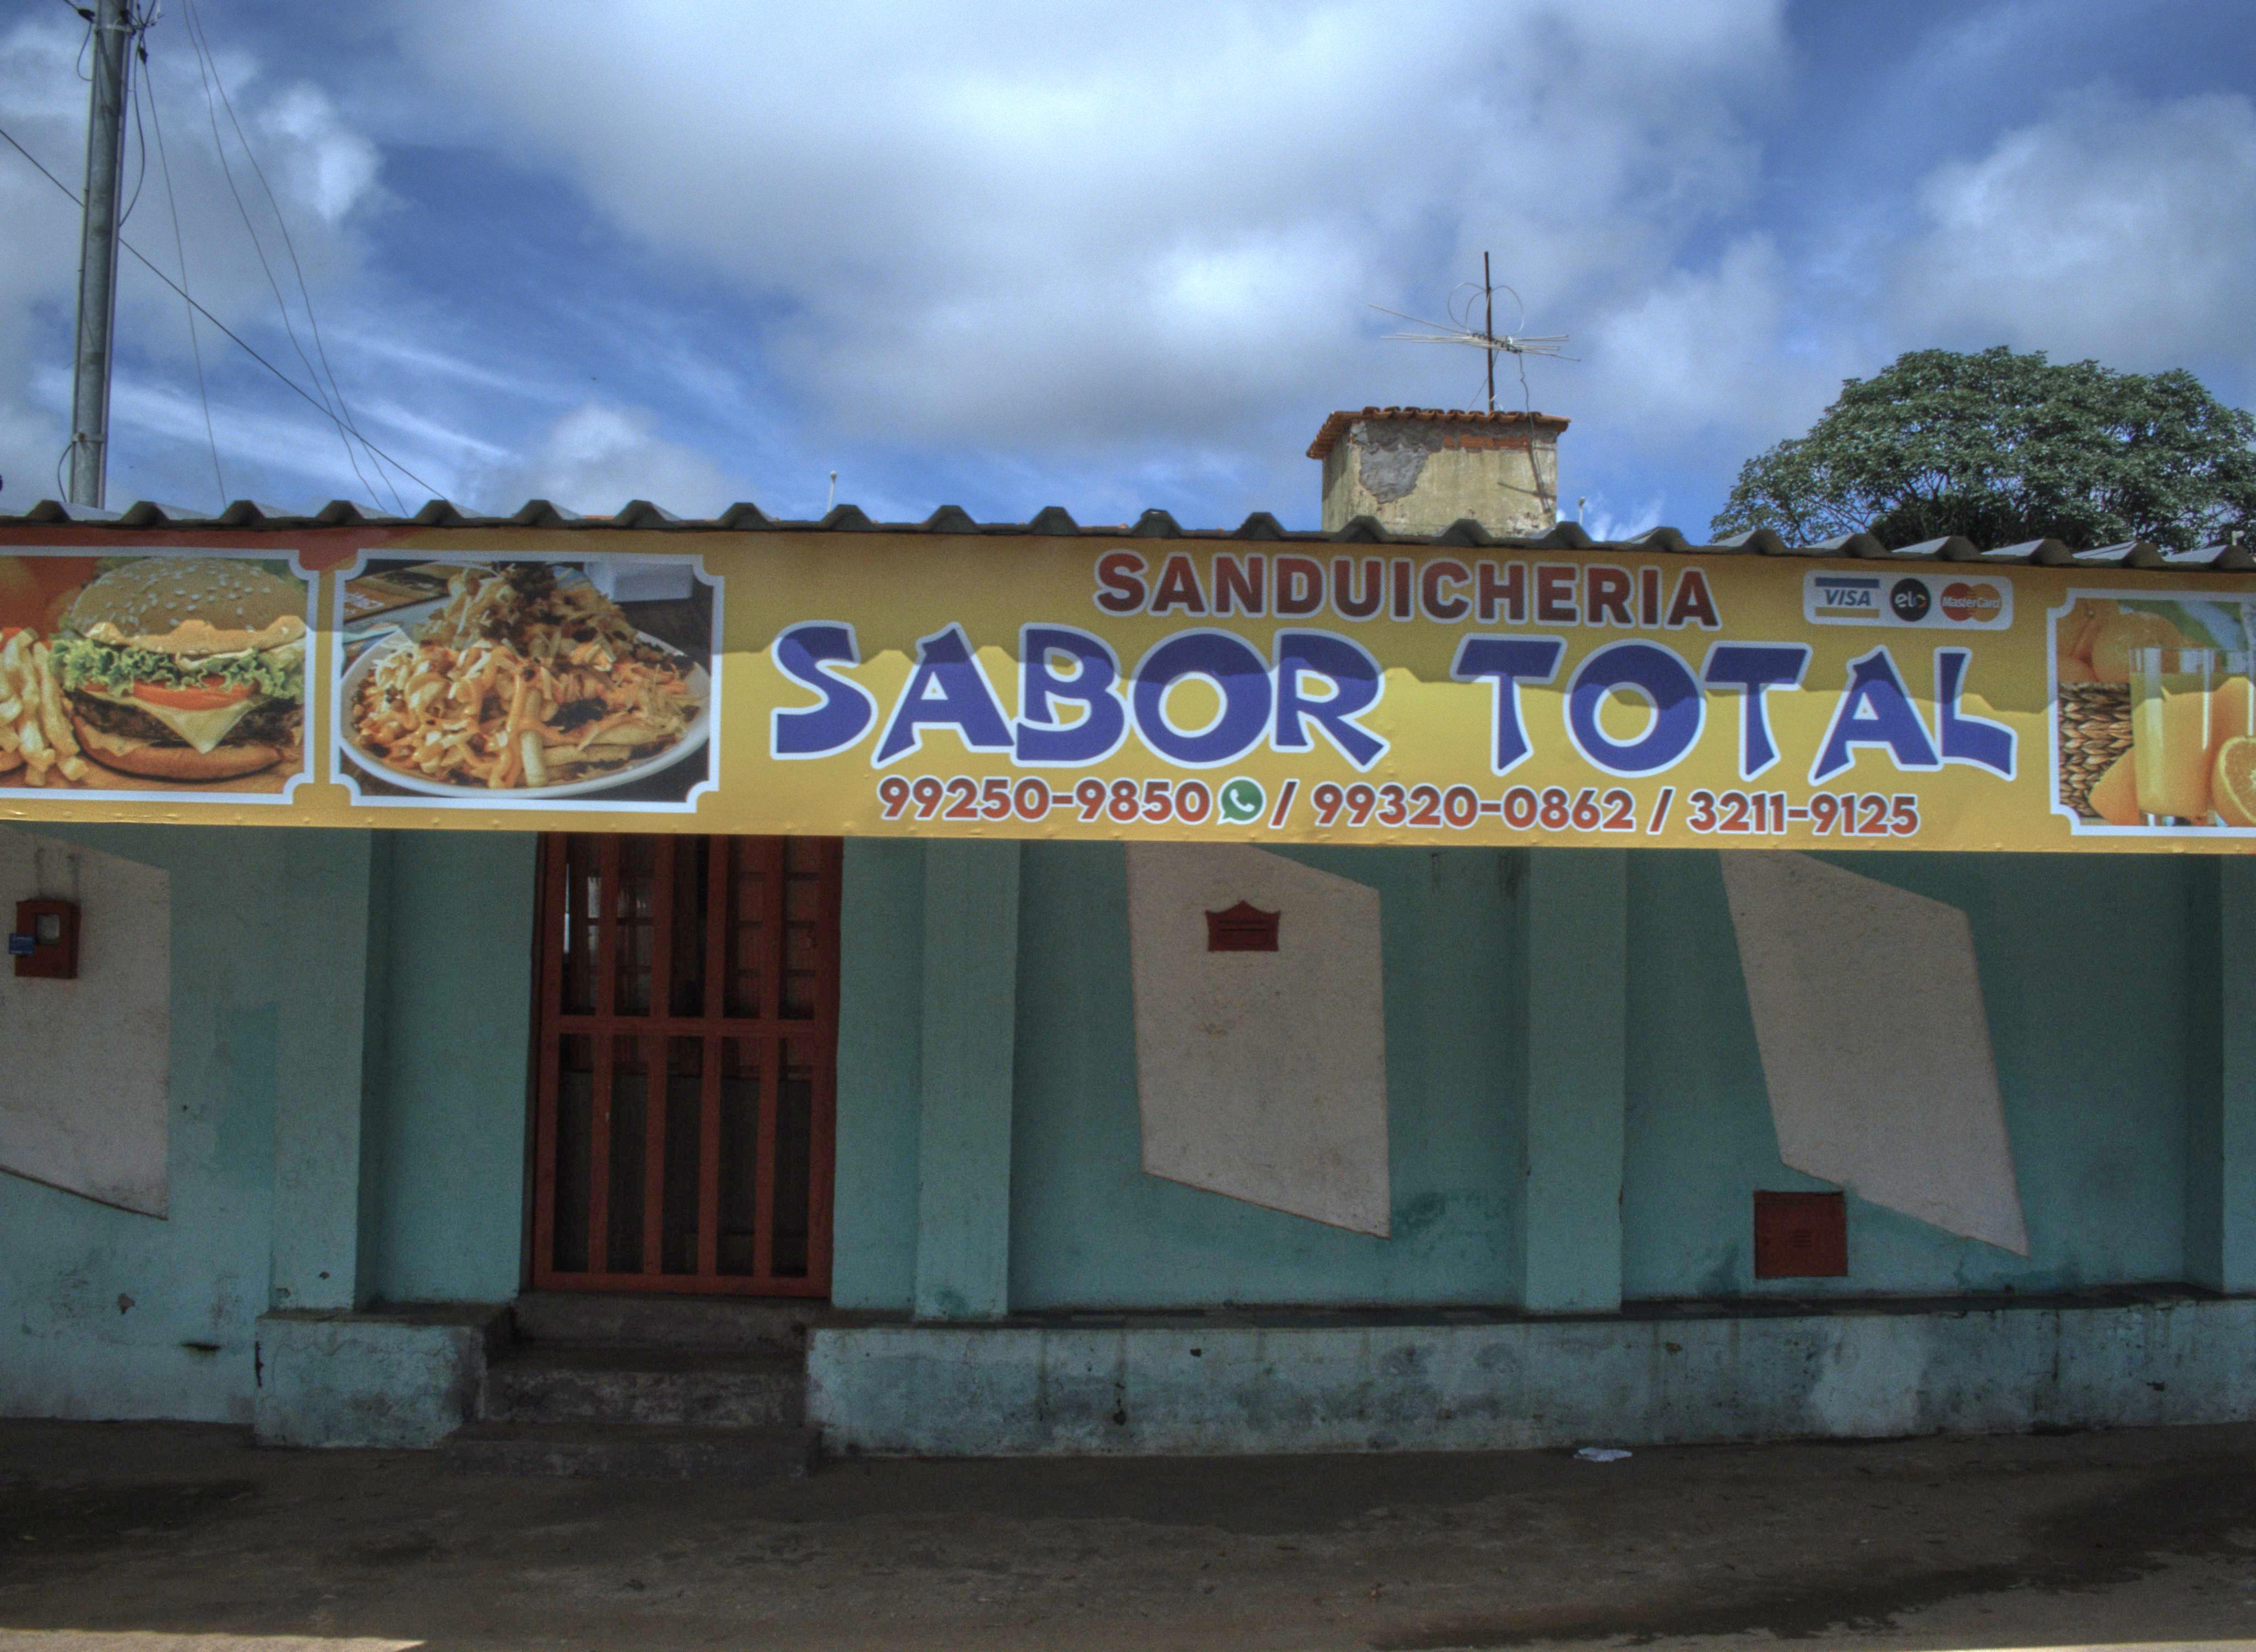 SANDUICHERIA
VISA elo MasterCard
SABOR TOTAL
99250-9850 / 99320-0862 / 3211-9125